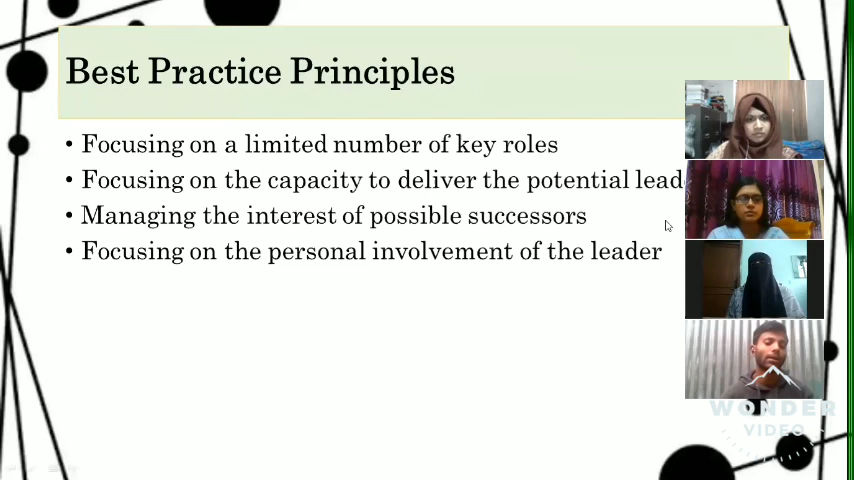 Best Practice Principles
• Focusing on a limited number of key roles
• Focusing on the capacity to deliver the potential lead
• Managing the interest of possible successors
• Focusing on the personal involvement of the leader
WONDER
VIDEO